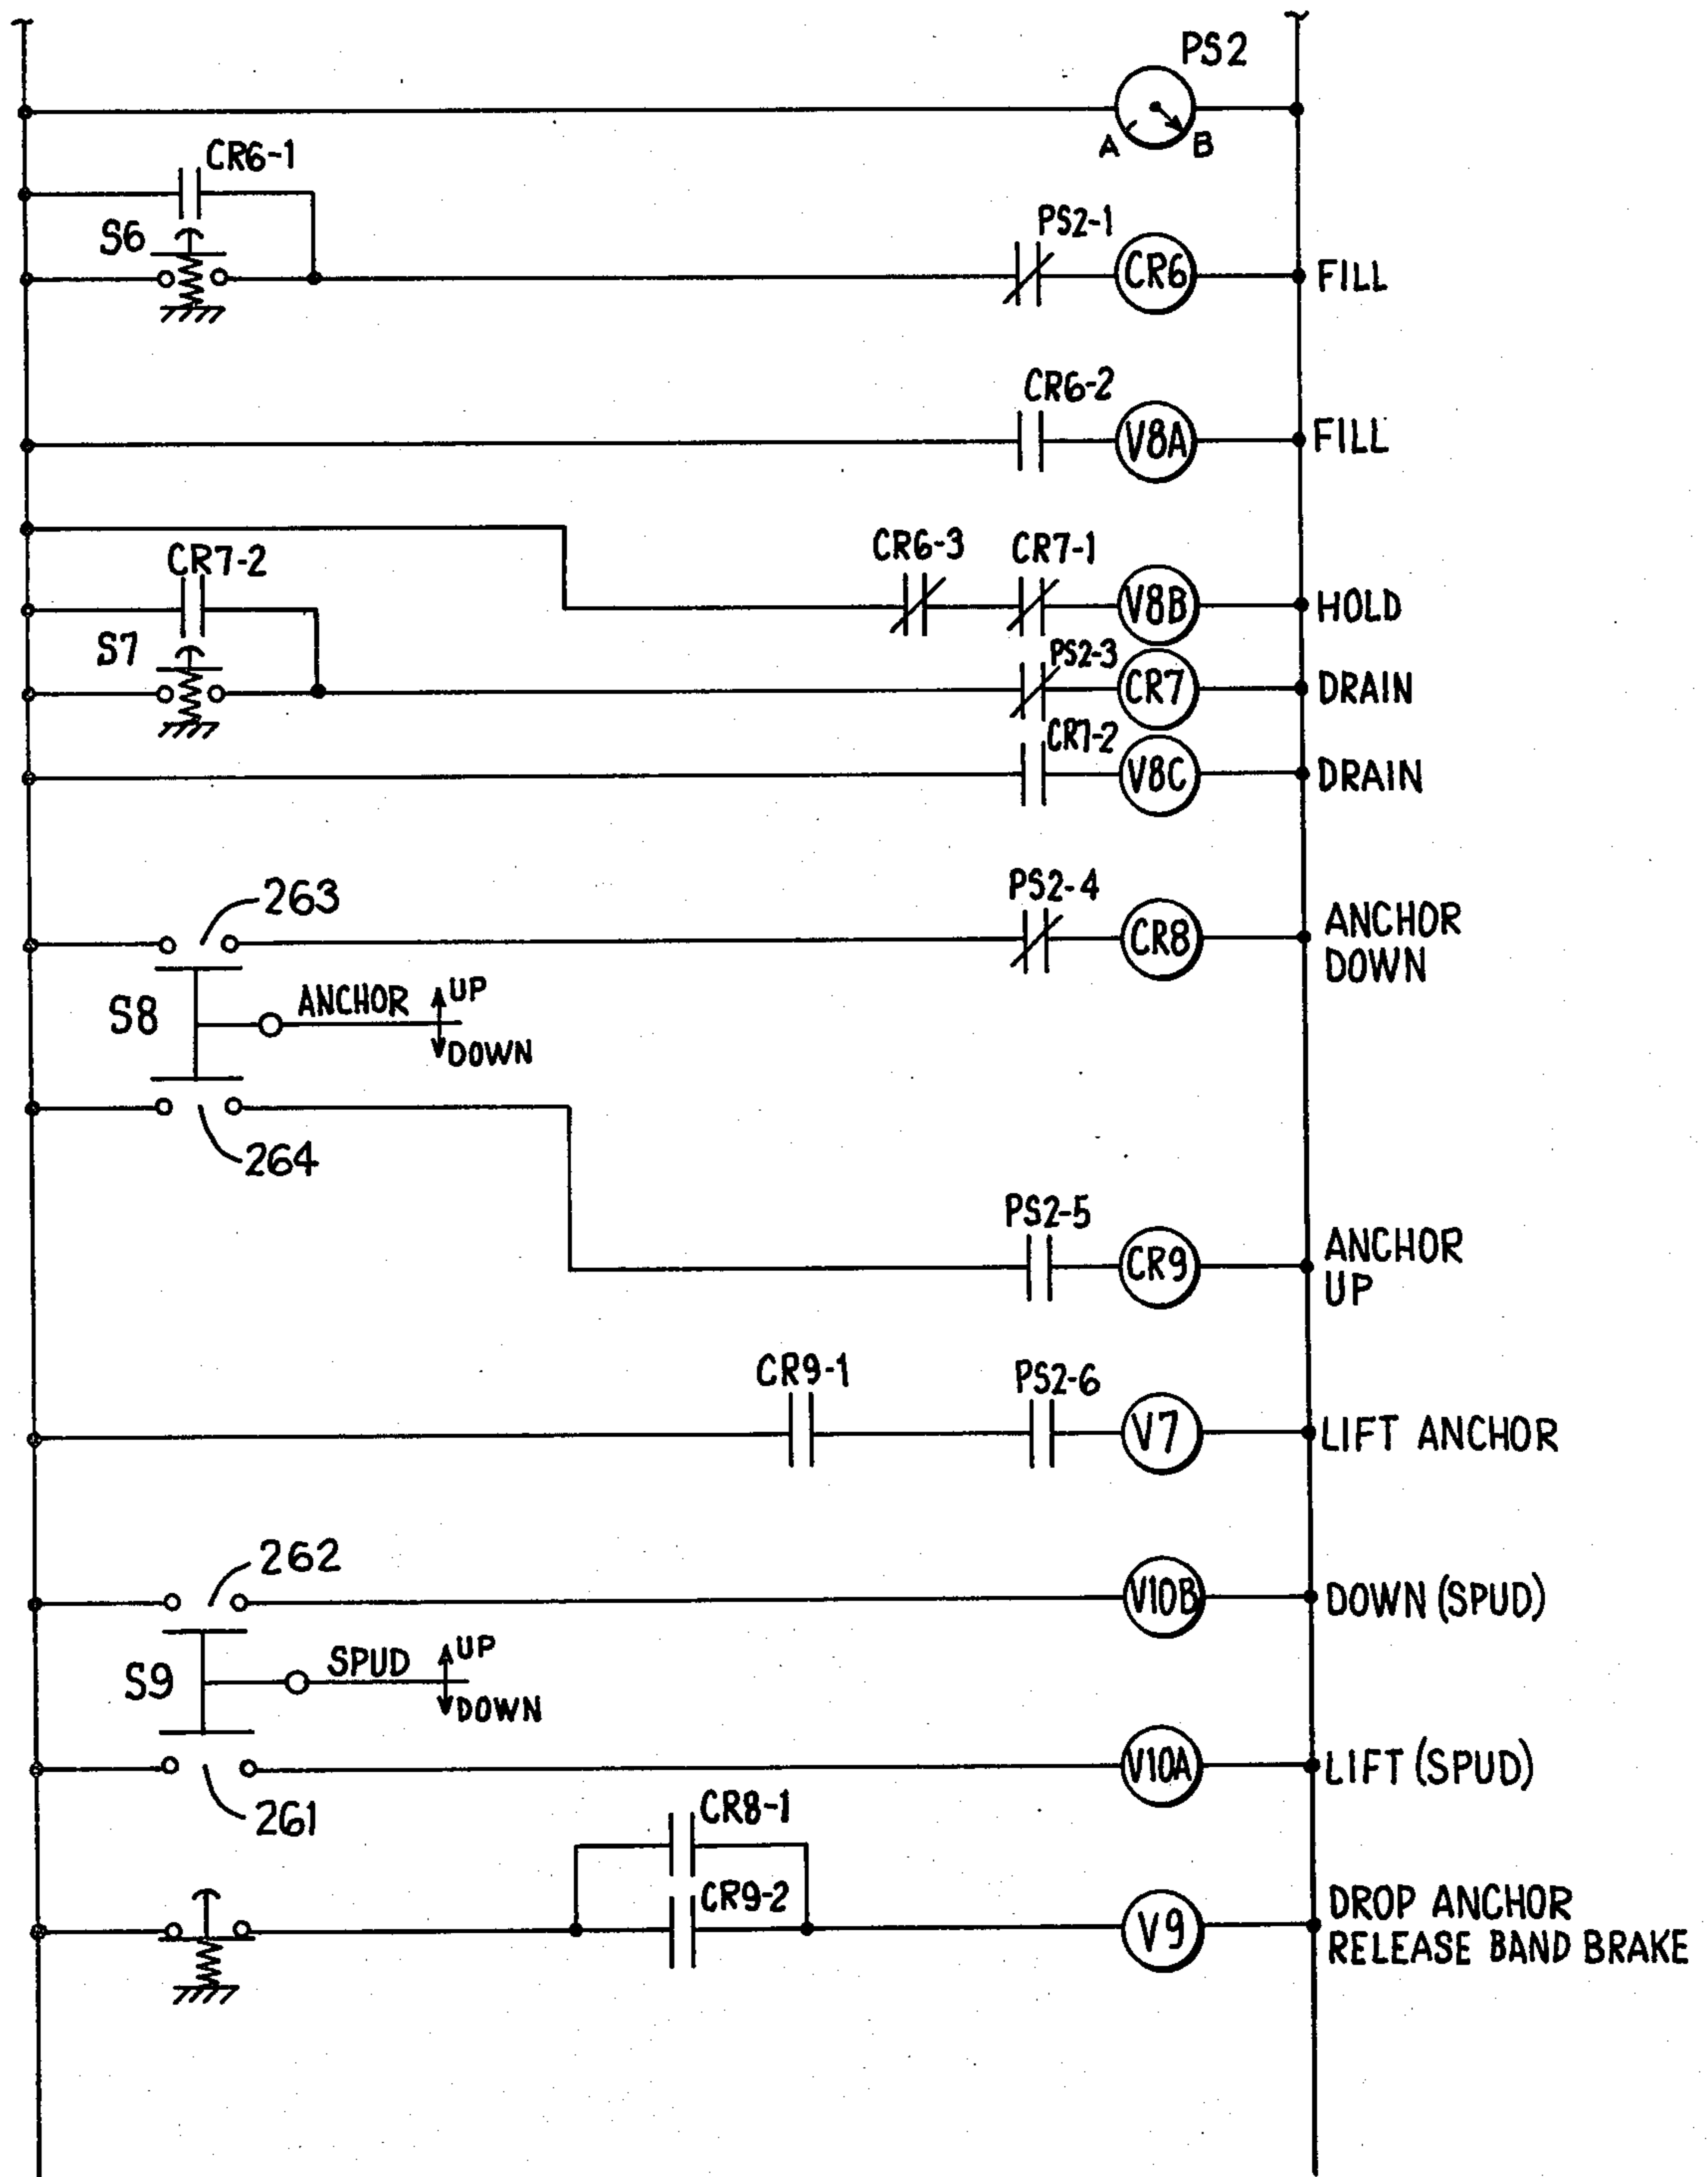 PS2
A
B
CR6-1
S6
PS2-1
CR6
FILL
CR6-2
V8A
FILL
CR6-3
CR7-1
V8B
HOLD
CR7-2
S7
PS2-3
CR7
DRAIN
CR7-2
V8C
DRAIN
263
PS2-4
CR8
ANCHOR
DOWN
S8
ANCHOR
UP
DOWN
264
PS2-5
CR9
ANCHOR
UP
CR9-1
PS2-6
V7
LIFT ANCHOR
262
V10B
DOWN (SPUD)
S9
SPUD
UP
DOWN
261
V10A
LIFT (SPUD)
CR8-1
CR9-2
V9
DROP ANCHOR
RELEASE BAND BRAKE